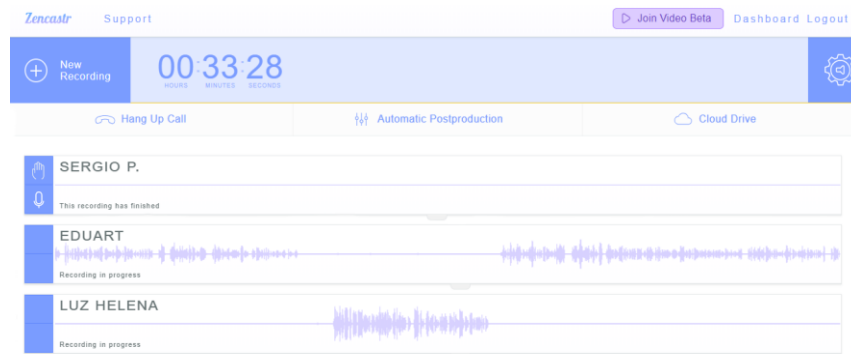 Zencastr Support Join Video Beta Dashboard Logout
New
Recording
00:33:28
HOURS MINUTES SECONDS
Hang Up Call Automatic Postproduction Cloud Drive
SERGIO P.
This recording has finished
EDUART
Recording in progress
LUZ HELENA
Recording in progress